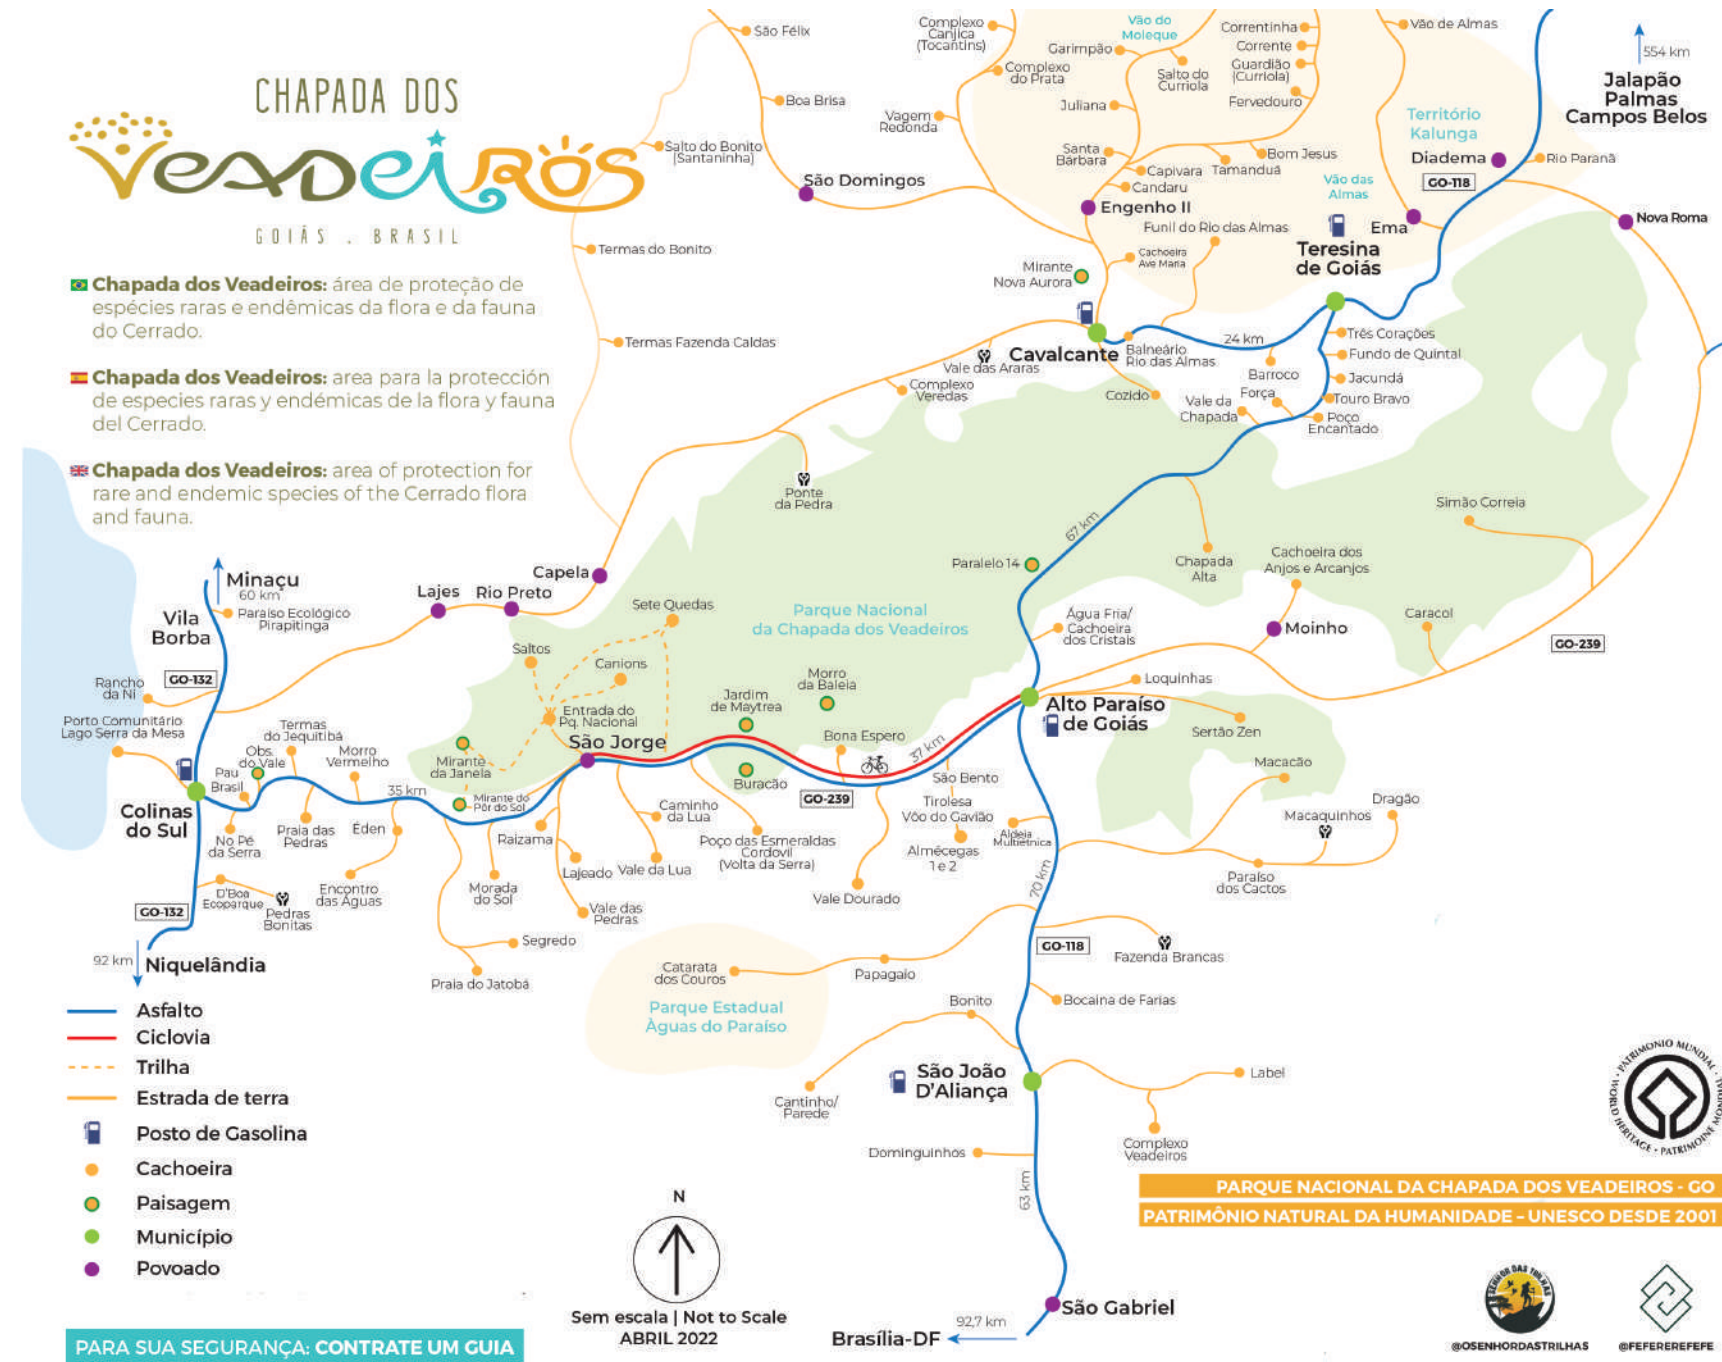 CHAPADA DOS
VEADEIROS
GOIÁS . BRASIL
Chapada dos Veadeiros: área de proteção de
espécies raras e endêmicas da flora e da fauna
do Cerrado.
Chapada dos Veadeiros: area para la protección
de especies raras y endémicas de la flora y fauna
del Cerrado.
Chapada dos Veadeiros: area of protection for
rare and endemic species of the Cerrado flora
and fauna.
São Félix
Boa Brisa
Salto do Bonito
(Santaninha)
São Domingos
Termas do Bonito
Termas Fazenda Caldas
Complexo
Canjica
(Tocantins)
Complexo
do Prata
Vagem
Redonda
Vão do
Moleque
Garimpão
Salto do
Curriola
Juliana
Santa
Bárbara
Capivara
Candaru
Engenho II
Correntinha
Corrente
Guardião
(Curriola)
Fervedouro
Bom Jesus
Tamanduá
Vão de Almas
554 km
Jalapão
Palmas
Campos Belos
Território
Kalunga
Diadema
Rio Paranã
GO-118
Vão das
Almas
Ema
Nova Roma
Funil do Rio das Almas
Cachoeira
Ave Maria
Mirante
Nova Aurora
Teresina
de Goiás
Cavalcante
Balneário
Rio das Almas
24 km
Barroco
Três Corações
Fundo de Quintal
Jacundá
Touro Bravo
Poço
Encantado
Força
Vale da
Chapada
Cozido
Vale das Araras
Complexo
Veredas
Ponte
da Pedra
67 km
Simão Correia
Paralelo 14
Chapada
Alta
Cachoeira dos
Anjos e Arcanjos
Moinho
Caracol
GO-239
Água Fria/
Cachoeira
dos Cristais
Loquinhas
Alto Paraíso
de Goiás
Sertão Zen
Parque Nacional
da Chapada dos Veadeiros
Minaçu
60 km
Vila
Borba
Paraíso Ecológico
Pirapitinga
GO-132
Lajes
Rio Preto
Capela
Sete Quedas
Saltos
Canions
Entrada do
Pq. Nacional
São Jorge
Jardim
de Maytrea
Morro
da Baleia
Buracão
Bona Espero
37 km
GO-239
Rancho
da Ni
Porto Comunitário
Lago Serra da Mesa
Colinas
do Sul
Pau
Brasil
Obs.
do Vale
Termas
do Jequitibá
Morro
Vermelho
35 km
Mirante
da Janela
Mirante do
Pôr do Sol
No Pé
da Serra
Praia das
Pedras
Éden
Encontro
das Águas
D'Boa
Ecoparque
Pedras
Bonitas
GO-132
92 km
Niquelândia
Raizama
Lajeado
Morada
do Sol
Vale das
Pedras
Segredo
Praia do Jatobá
Caminho
da Lua
Vale da Lua
Poço das Esmeraldas
Cordovil
(Volta da Serra)
Vale Dourado
São Bento
Tirolesa
Vôo do Gavião
Almécegas
1 e 2
Aldeia
Multiétnica
70 km
Macacão
Macaquinhos
Dragão
Paraíso
dos Cactos
GO-118
Fazenda Brancas
Bocaina de Farias
Catarata
dos Couros
Papagaio
Parque Estadual
Àguas do Paraíso
Bonito
Cantinho/
Parede
São João
D'Aliança
Label
Complexo
Veadeiros
Dominguinhos
63 km
São Gabriel
92,7 km
Brasília-DF
Asfalto
Ciclovia
Trilha
Estrada de terra
Posto de Gasolina
Cachoeira
Paisagem
Município
Povoado
PARA SUA SEGURANÇA: CONTRATE UM GUIA
N
Sem escala | Not to Scale
ABRIL 2022
PATRIMONIO MUNDIAL
WORLD HERITAGE
PATRIMOINE MONDIAL
PARQUE NACIONAL DA CHAPADA DOS VEADEIROS - GO
PATRIMÔNIO NATURAL DA HUMANIDADE - UNESCO DESDE 2001
SENHOR DAS TRILHAS
@OSENHORDASTRILHAS
@FEFEREREFEFE